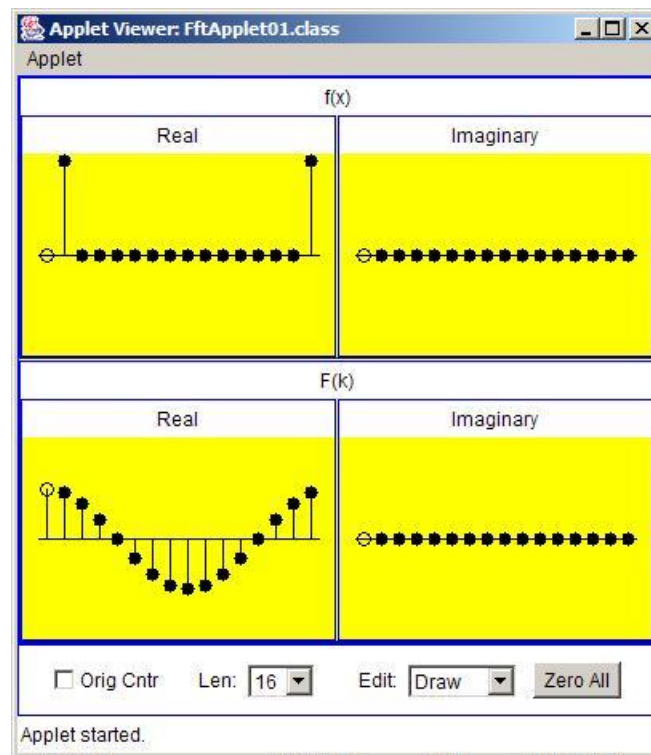 Applet Viewer: FftApplet01.class
Applet
f(x)
Real Imaginary
F(k)
Real Imaginary
Orig Cntr Len: 16 Edit: Draw Zero All
Applet started.